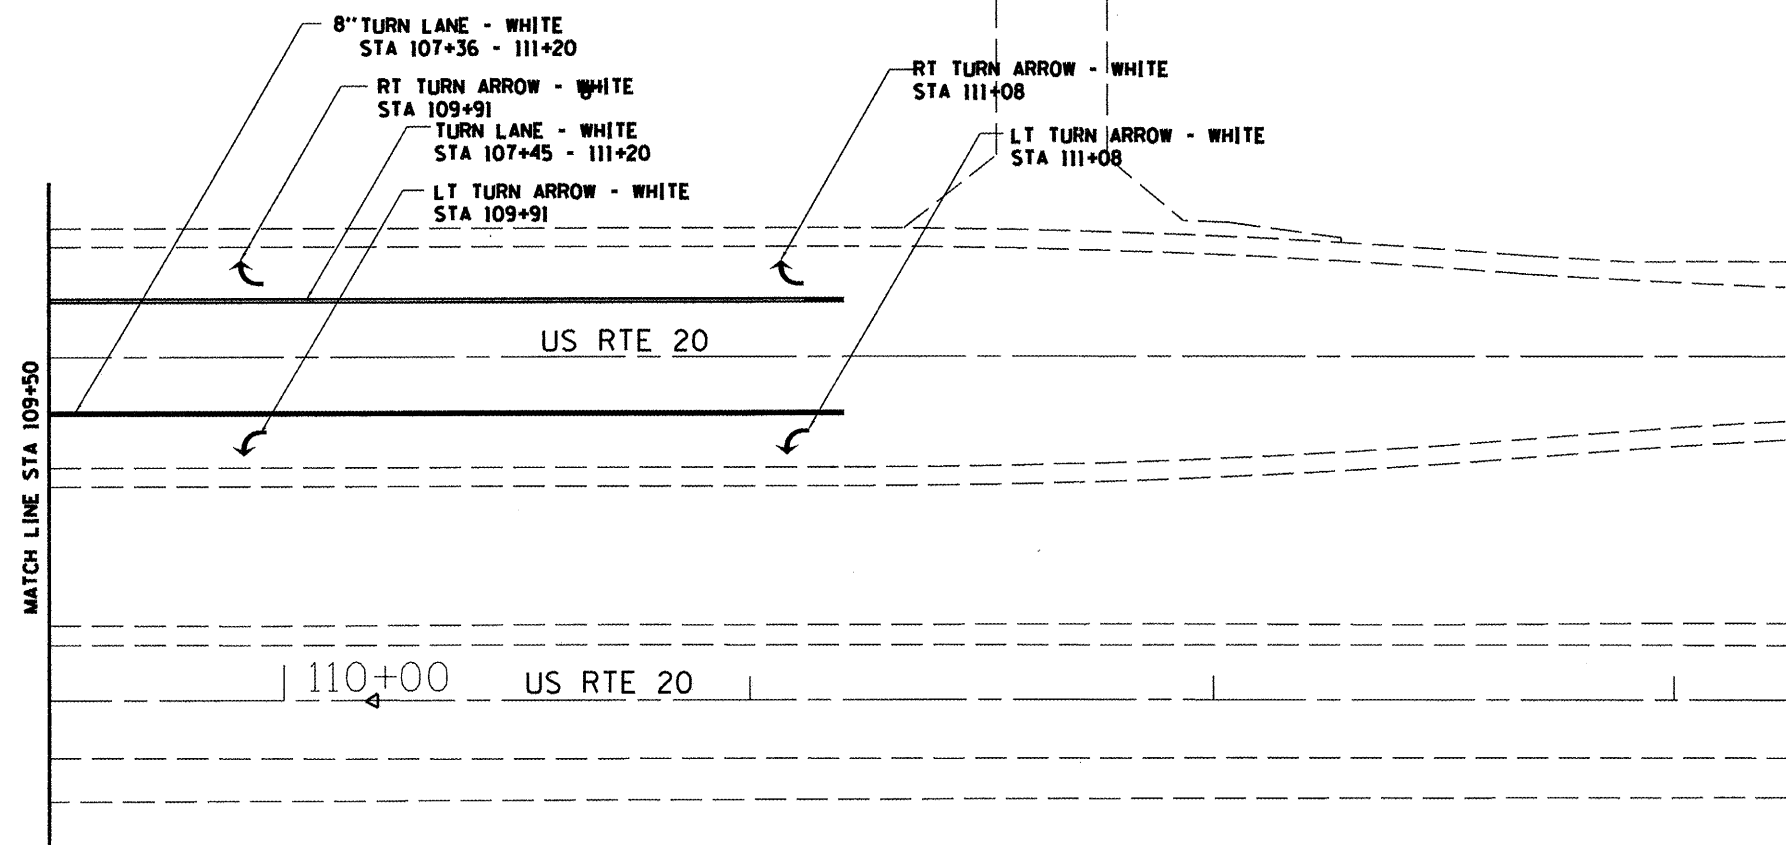 8" TURN LANE - WHITE
STA 107+36 - 111+20
RT TURN ARROW - WHITE
STA 109+91
8"
TURN LANE - WHITE
STA 107+45 - 111+20
LT TURN ARROW - WHITE
STA 109+91
RT TURN ARROW - WHITE
STA 111+08
LT TURN ARROW - WHITE
STA 111+08
US RTE 20
MATCH LINE STA 109+50
110+00
US RTE 20